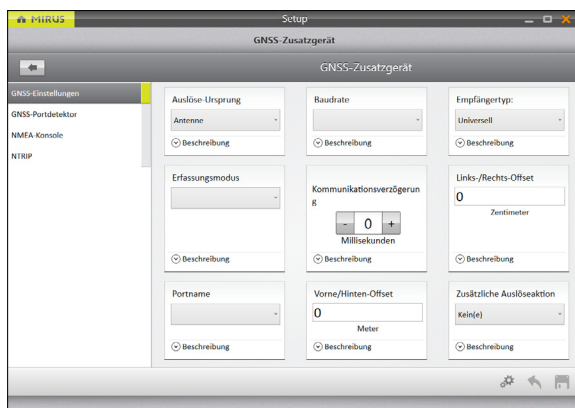 MIRUS
Setup
GNSS-Zusatzgerät
GNSS-Zusatzgerät
GNSS-Einstellungen
GNSS-Portdetektor
NMEA-Konsole
NTRIP
Auslöse-Ursprung
Antenne
Beschreibung
Baudrate
Beschreibung
Empfängertyp:
Universell
Beschreibung
Erfassungsmodus
Beschreibung
Kommunikationsverzögerun
g
- 0 +
Millisekunden
Beschreibung
Links-/Rechts-Offset
0
Zentimeter
Beschreibung
Portname
Beschreibung
Vorne/Hinten-Offset
0
Meter
Beschreibung
Zusätzliche Auslöseaktion
Kein(e)
Beschreibung